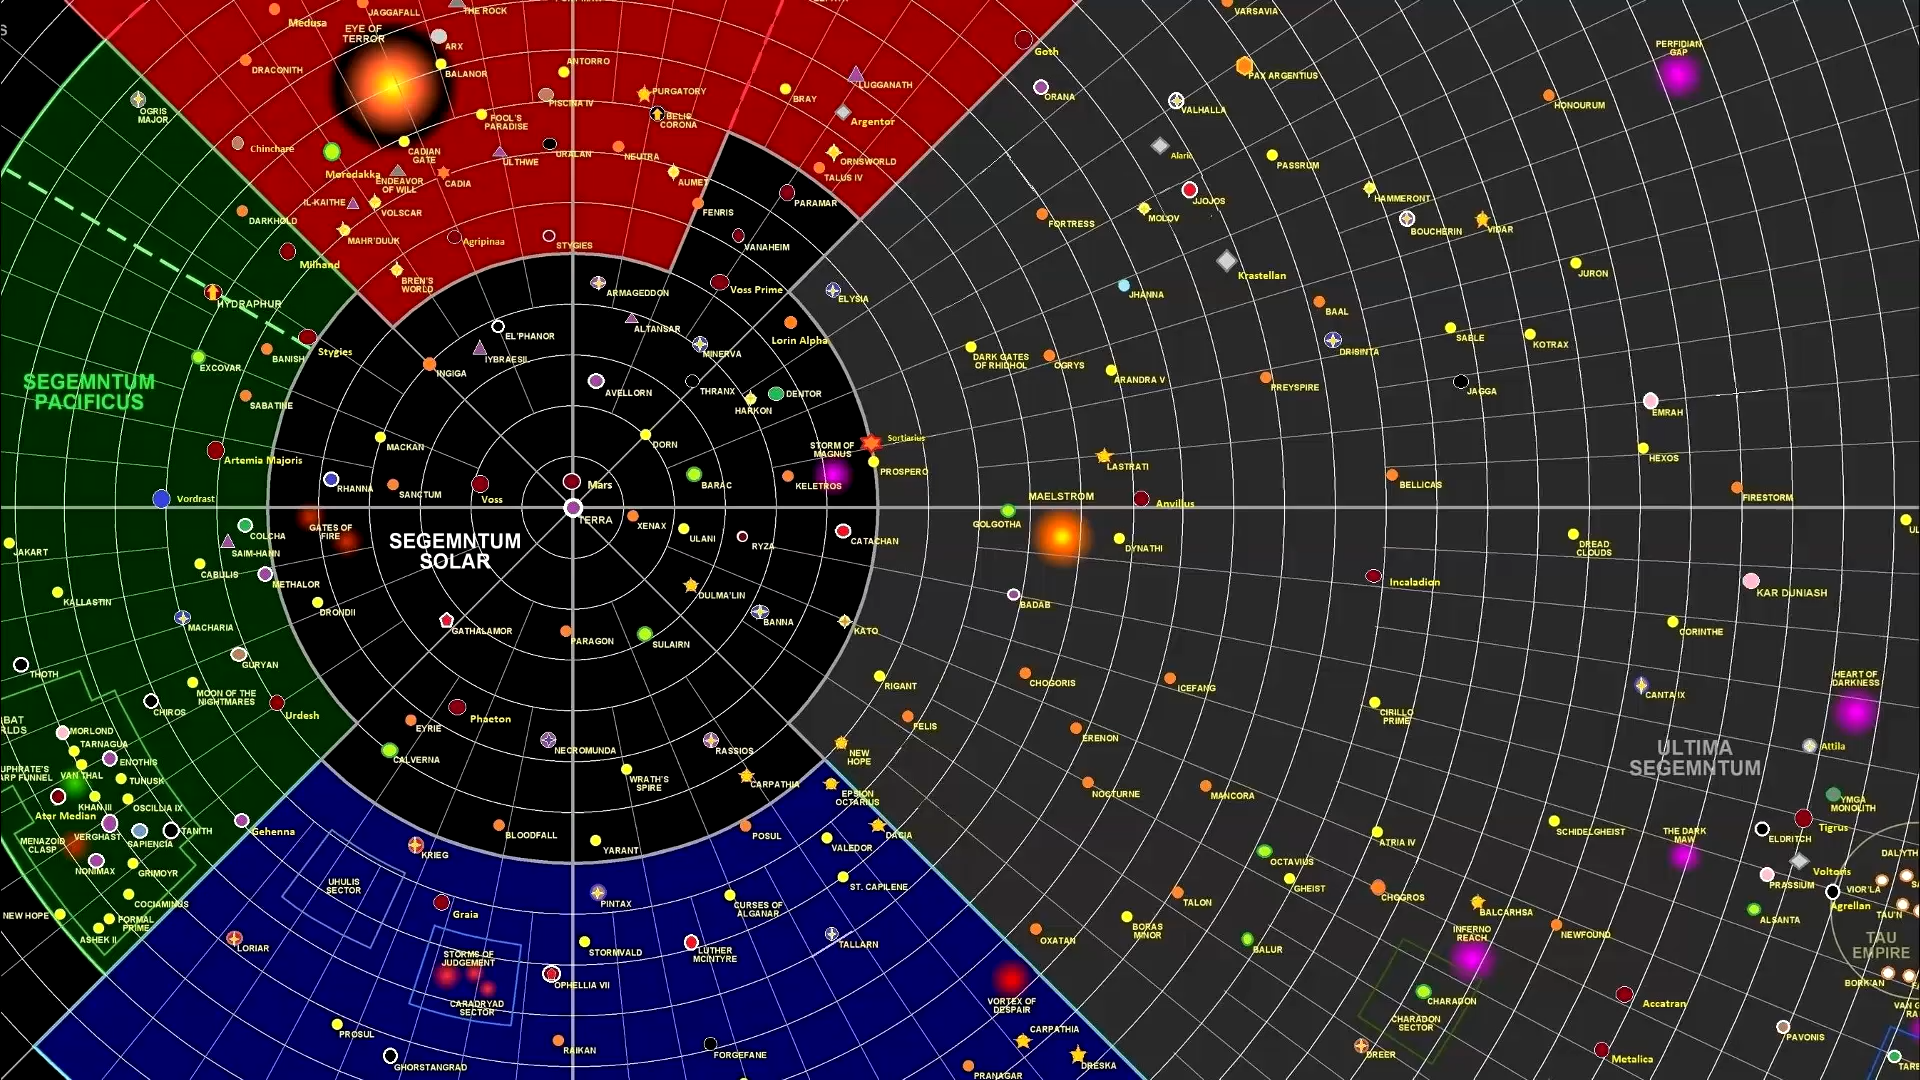 Medusa
JAGGAFALL
THE ROCK
VARSAVIA
EYE OF
TERROR
ARX
Goth
PERFIDIAN
GAP
DRACONITH
BALANOR
ANTORRO
LUGGANATH
PAX ARGENTIUS
ORANA
PURGATORY
BRAY
PISCINA IV
VALHALLA
HONOURUM
OGRIS
MAJOR
FOOL'S
PARADISE
BELIS
CORONA
Argentor
Chinchare
CADIAN
GATE
ULTHWE
URALAN
NEUTRA
ORNSWORLD
Alaric
PASSRUM
Moredakka
ENDEAVOR
OF WILL
CADIA
AUMET
TALUS IV
IL-KAITHE
VOLSCAR
PARAMAR
JJOJOS
HAMMERONT
DARKHOLD
FENRIS
FORTRESS
MOLOV
BOUCHERIN
VIDAR
MAHR'DUUK
Agripinaa
STYGIES
VANAHEIM
Milhand
BREN'S
WORLD
Krastellan
JURON
ARMAGEDDON
Voss Prime
ELYSIA
JHANNA
HYDRAPHUR
BAAL
EL'PHANOR
ALTANSAR
Lorin Alpha
DRISINTA
SABLE
KOTRAX
Stygies
BANISH
EXCOVAR
IYBRAESIL
MINERVA
DARK GATES
OF RHIDHOL
OGRYS
INGIGA
ARANDRA V
SEGEMNTUM
PACIFICUS
AVELLORN
THRANX
DENTOR
PREYSPIRE
JAGGA
SABATINE
HARKON
EMRAH
MACKAN
DORN
STORM OF
MAGNUS
Sortiarius
Artemia Majoris
PROSPERO
LASTRATI
HEXOS
RHANNA
SANCTUM
Voss
Mars
BARAC
KELETROS
BELLICAS
FIRESTORM
Vordrast
MAELSTROM
Anvillus
TERRA
XENAX
GOLGOTHA
GATES OF
FIRE
COLCHA
SEGEMNTUM
SOLAR
ULANI
RYZA
CATACHAN
DYNATHI
DREAD
CLOUDS
JAKART
SAIM-HANN
CABULIS
METHALOR
Incaladion
KALLASTIN
DULMA'LIN
BADAB
KAR DUNIASH
DRONDII
MACHARIA
GATHALAMOR
PARAGON
SULAIRN
BANNA
KATO
CORINTHE
GURYAN
THOTH
MOON OF THE
NIGHTMARES
RIGANT
CHOGORIS
ICEFANG
CANTA IX
HEART OF
DARKNESS
CHIROS
Urdesh
Phaeton
EYRIE
FELIS
CIRILLO
PRIME
MORLOND
TARNAGUA
ERENON
ULTIMA
SEGEMNTUM
Attila
ENOTHIS
CALVERNA
NECROMUNDA
RASSIOS
NEW
HOPE
VAN THAL
TUNUSK
WRATH'S
SPIRE
CARPATHIA
EPSION
OCTARIUS
NOCTURNE
MANCORA
YMGA
MONOLITH
KHAN III
OSCILLIA IX
Atar Median
VERGHAST
SAPIENCIA
TANITH
Gehenna
BLOODFALL
POSUL
DACIA
ATRIA IV
SCHIDELGHEIST
THE DARK
MAW
ELDRITCH
Tigrus
MENAZOID
CLASP
KRIEG
YARANT
VALEDOR
OCTAVIUS
DAL'YTH
NONIMAX
GRIMOYR
UHULIS
SECTOR
ST. CAPILENE
GHEIST
CHOGROS
PRASSIUM
Voltoris
VIOR'LA
COCIAMINUS
PINTAX
CURSES OF
ALGANAR
TALON
BALCARHSA
Agrellan
NEW HOPE
FORMAL
PRIME
Graia
BORAS
MINOR
INFERNO
REACH
ALSANTA
TAU'N
ASHEK II
LORIAR
STORMS OF
JUDGEMENT
STORMVALD
LUTHER
MCINTYRE
TALLARN
OXATAN
BALUR
NEWFOUND
TAU
EMPIRE
OPHELLIA VII
BORK'AN
CARADRYAD
SECTOR
VORTEX OF
DESPAIR
CHARADON
Accatran
CHARADON
SECTOR
PROSUL
RAIKAN
FORGEFANE
CARPATHIA
DREER
PAVONIS
GHORSTANGRAD
PRANAGAR
DRESKA
Metalica